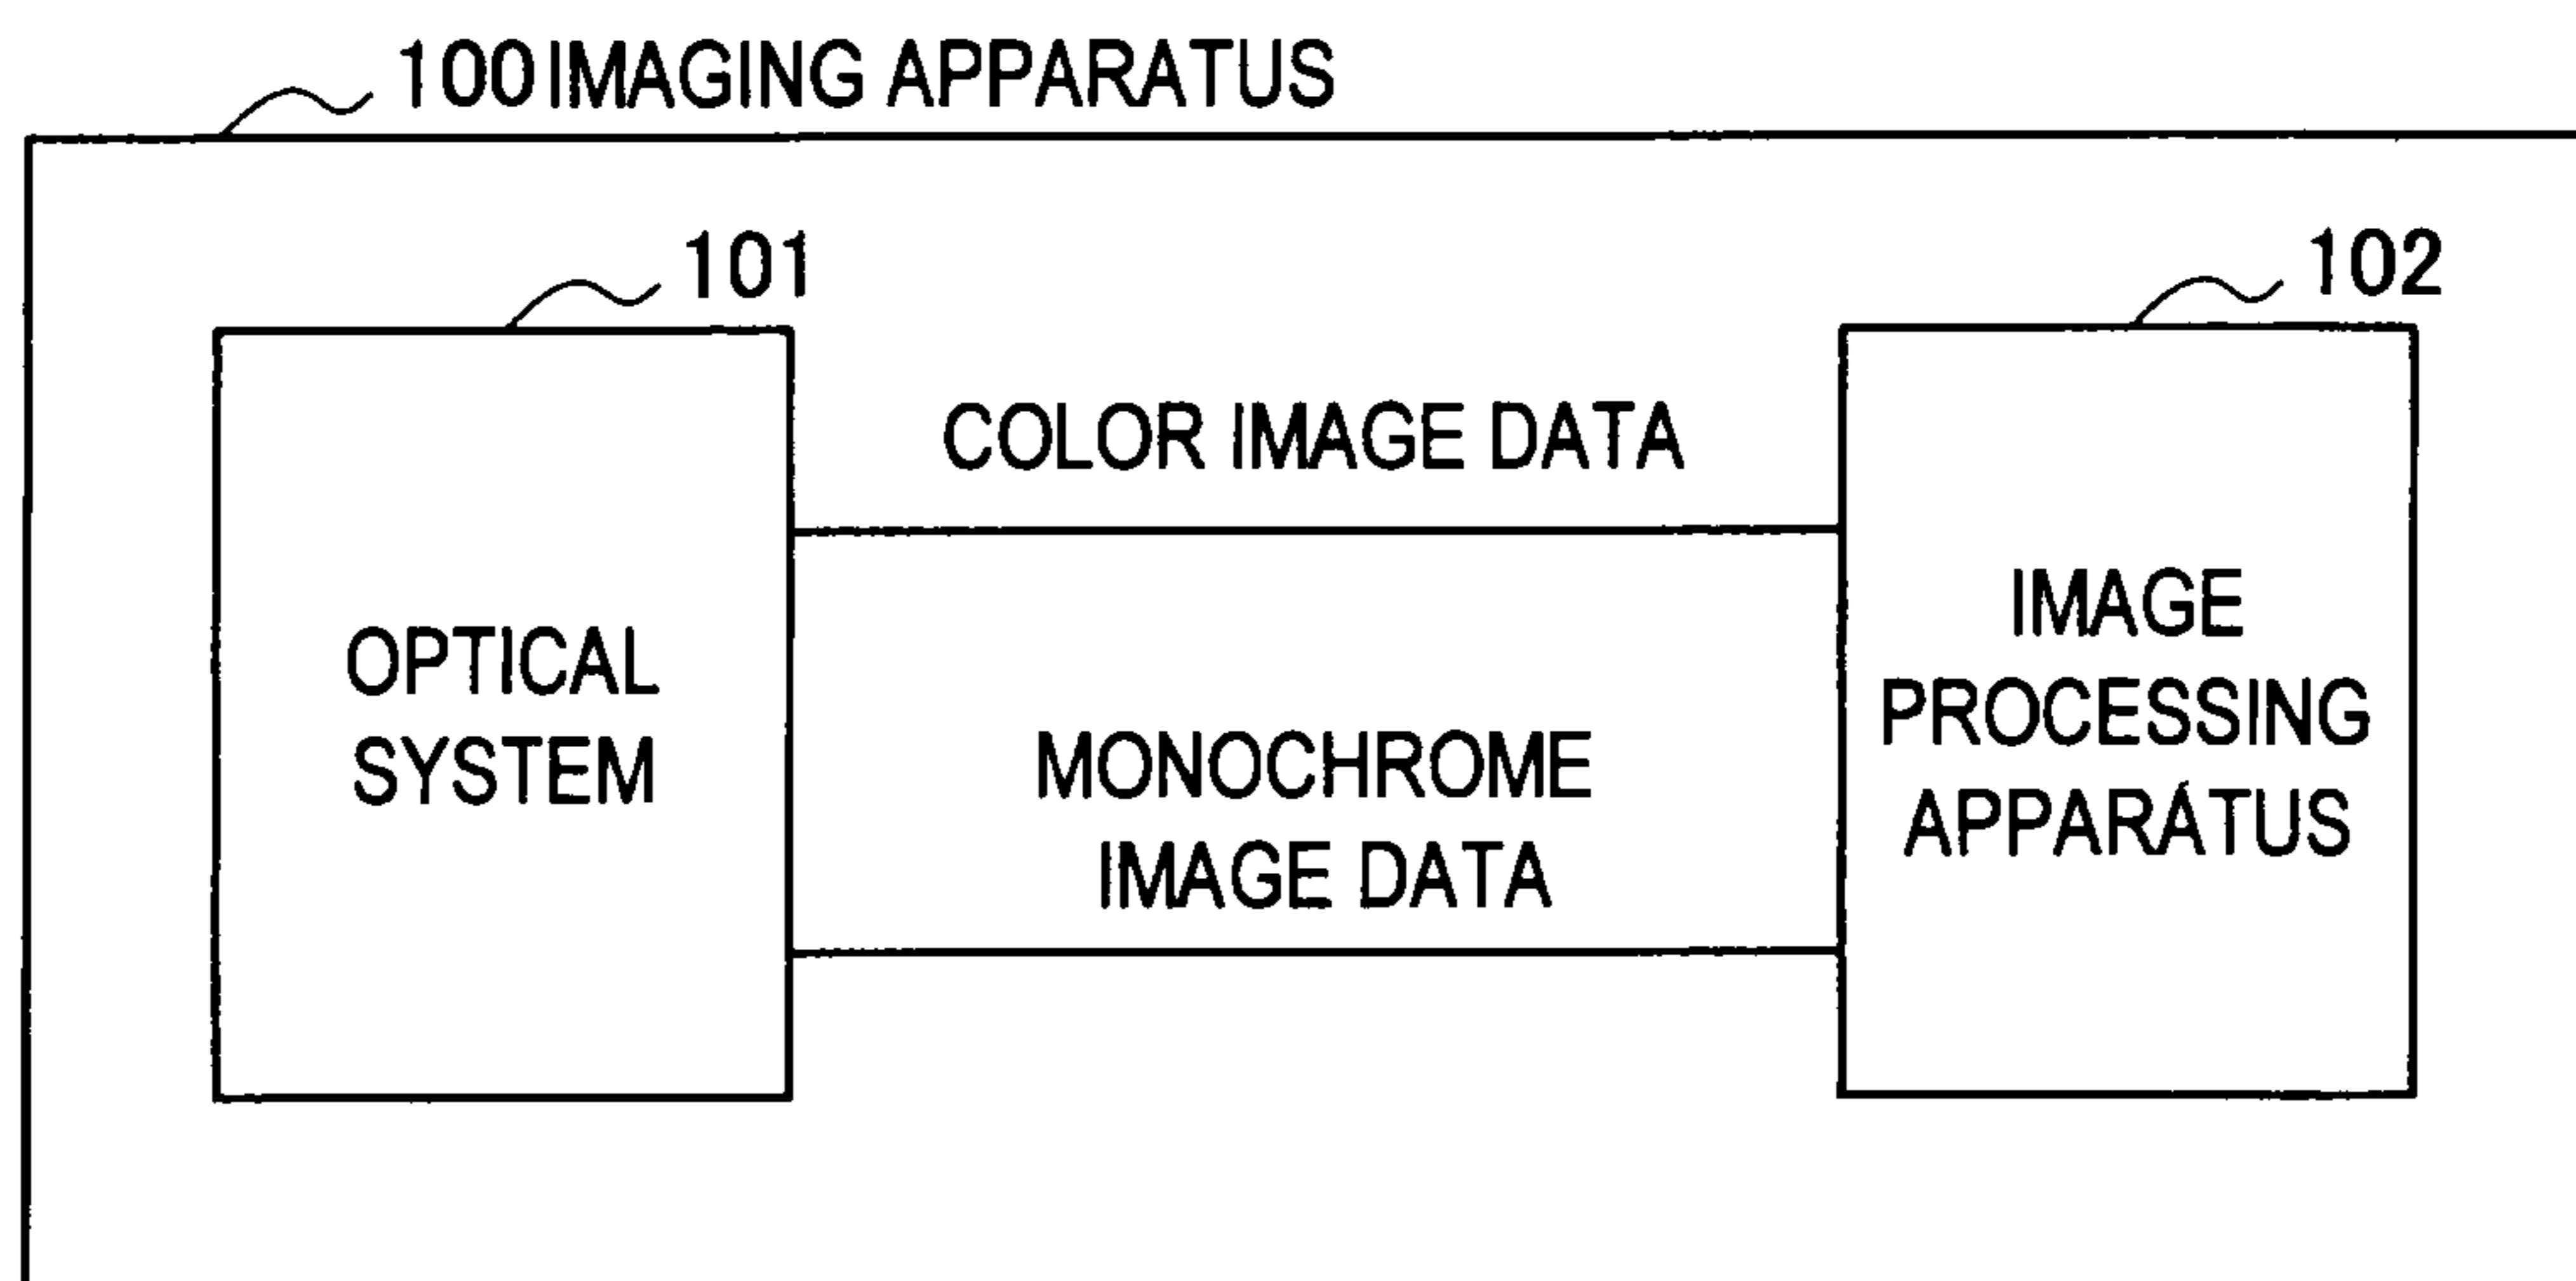 100 IMAGING APPARATUS
101
102
COLOR IMAGE DATA
OPTICAL
SYSTEM
MONOCHROME
IMAGE DATA
IMAGE
PROCESSING
APPARATUS